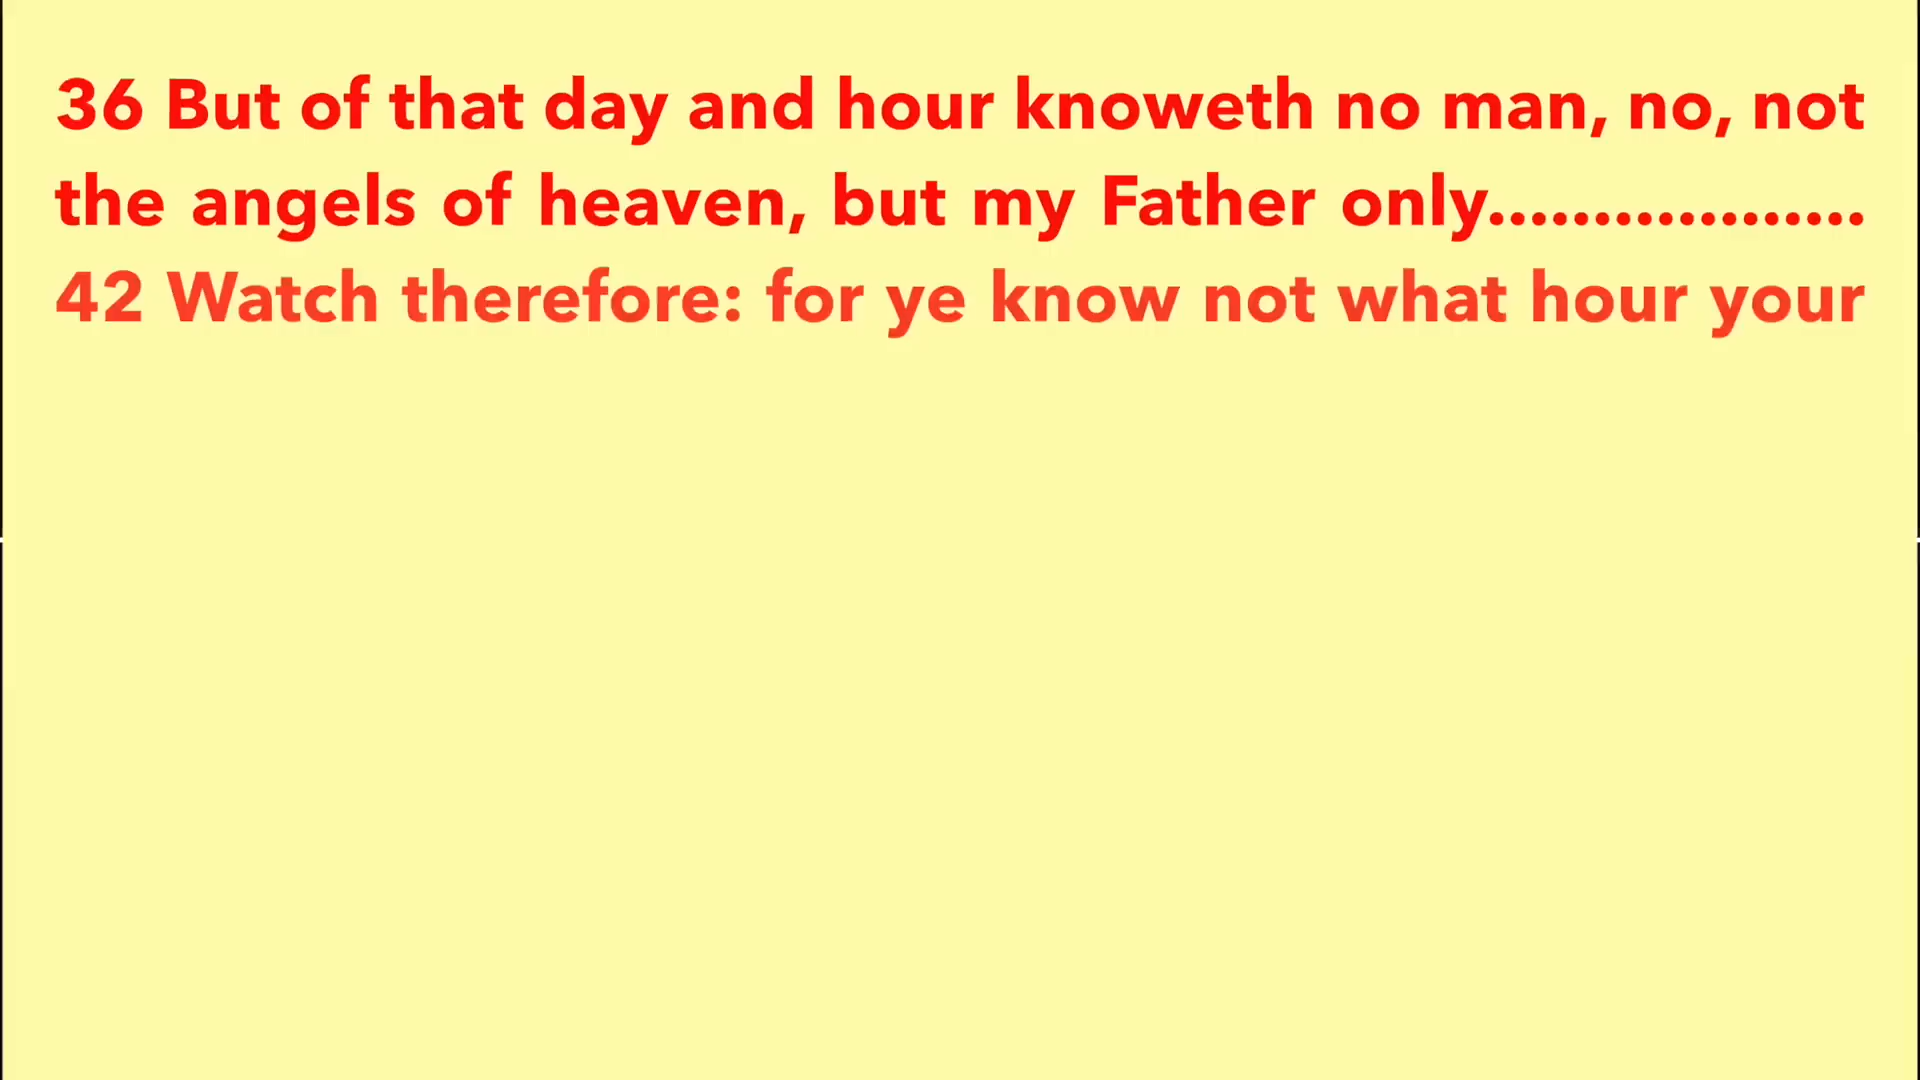 36 But of that day and hour knoweth no man, no, not
the angels of heaven, but my Father only..................
42 Watch therefore: for ye know not what hour your